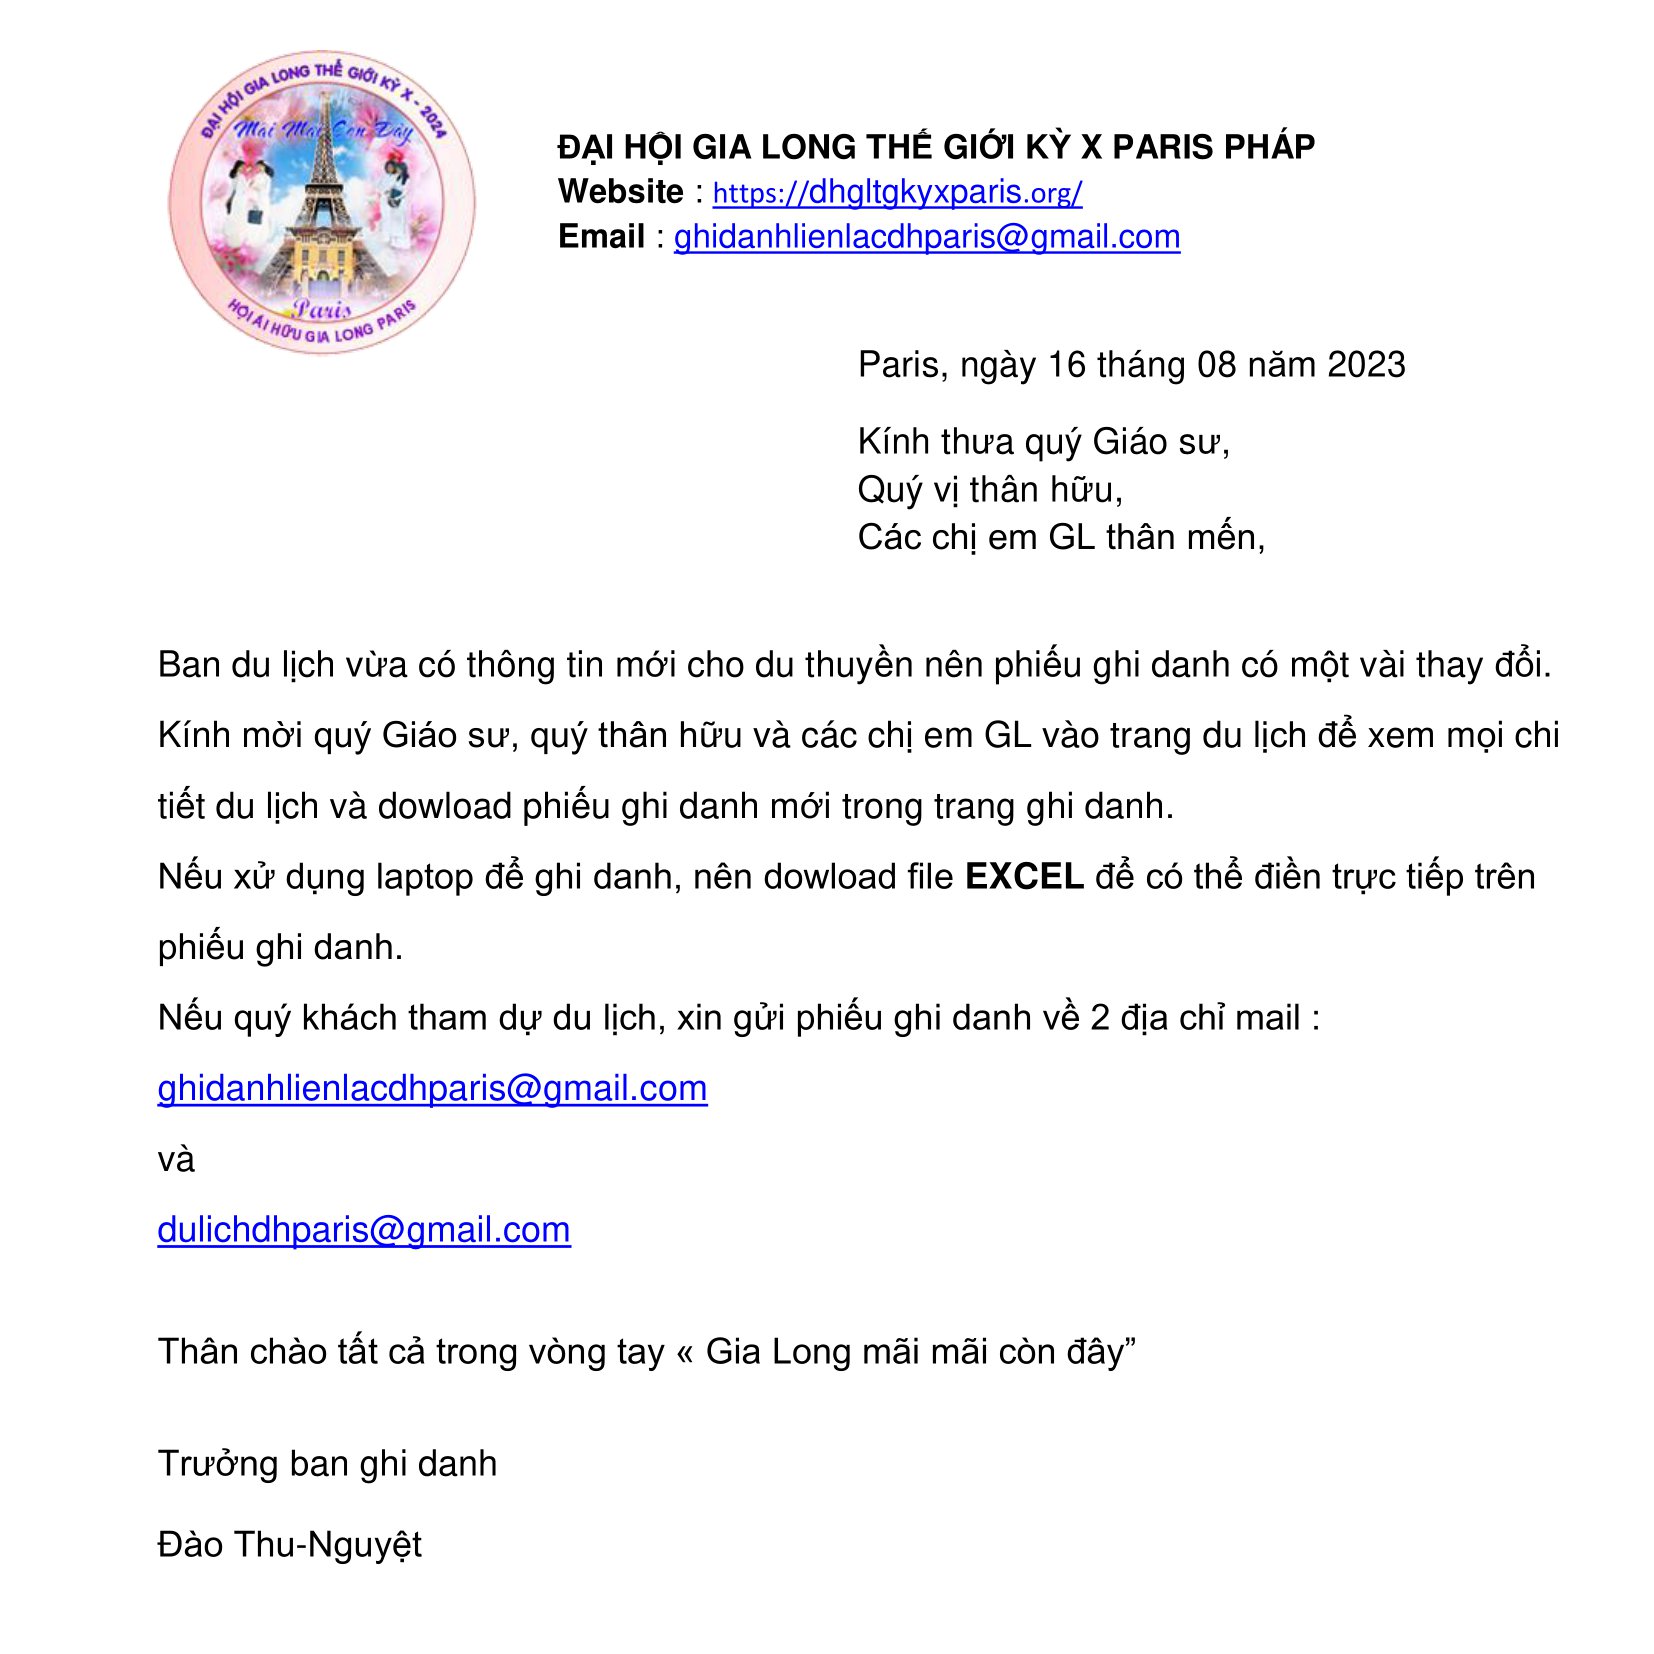 ĐẠI HỘI GIA LONG THẾ GIỚI KỲ X - 2024
Mãi Mãi Còn Đây
Paris
HỘI ÁI HỮU GIA LONG PARIS
ĐẠI HỘI GIA LONG THẾ GIỚI KỲ X PARIS PHÁP
Website : https://dhgltgkyxparis.org/
Email : ghidanhlienlacdhparis@gmail.com
Paris, ngày 16 tháng 08 năm 2023
Kính thưa quý Giáo sư,
Quý vị thân hữu,
Các chị em GL thân mến,
Ban du lịch vừa có thông tin mới cho du thuyền nên phiếu ghi danh có một vài thay đổi.
Kính mời quý Giáo sư, quý thân hữu và các chị em GL vào trang du lịch để xem mọi chi
tiết du lịch và dowload phiếu ghi danh mới trong trang ghi danh.
Nếu xử dụng laptop để ghi danh, nên dowload file EXCEL để có thể điền trực tiếp trên
phiếu ghi danh.
Nếu quý khách tham dự du lịch, xin gửi phiếu ghi danh về 2 địa chỉ mail :
ghidanhlienlacdhparis@gmail.com
và
dulichdhparis@gmail.com
Thân chào tất cả trong vòng tay « Gia Long mãi mãi còn đây”
Trưởng ban ghi danh
Đào Thu-Nguyệt